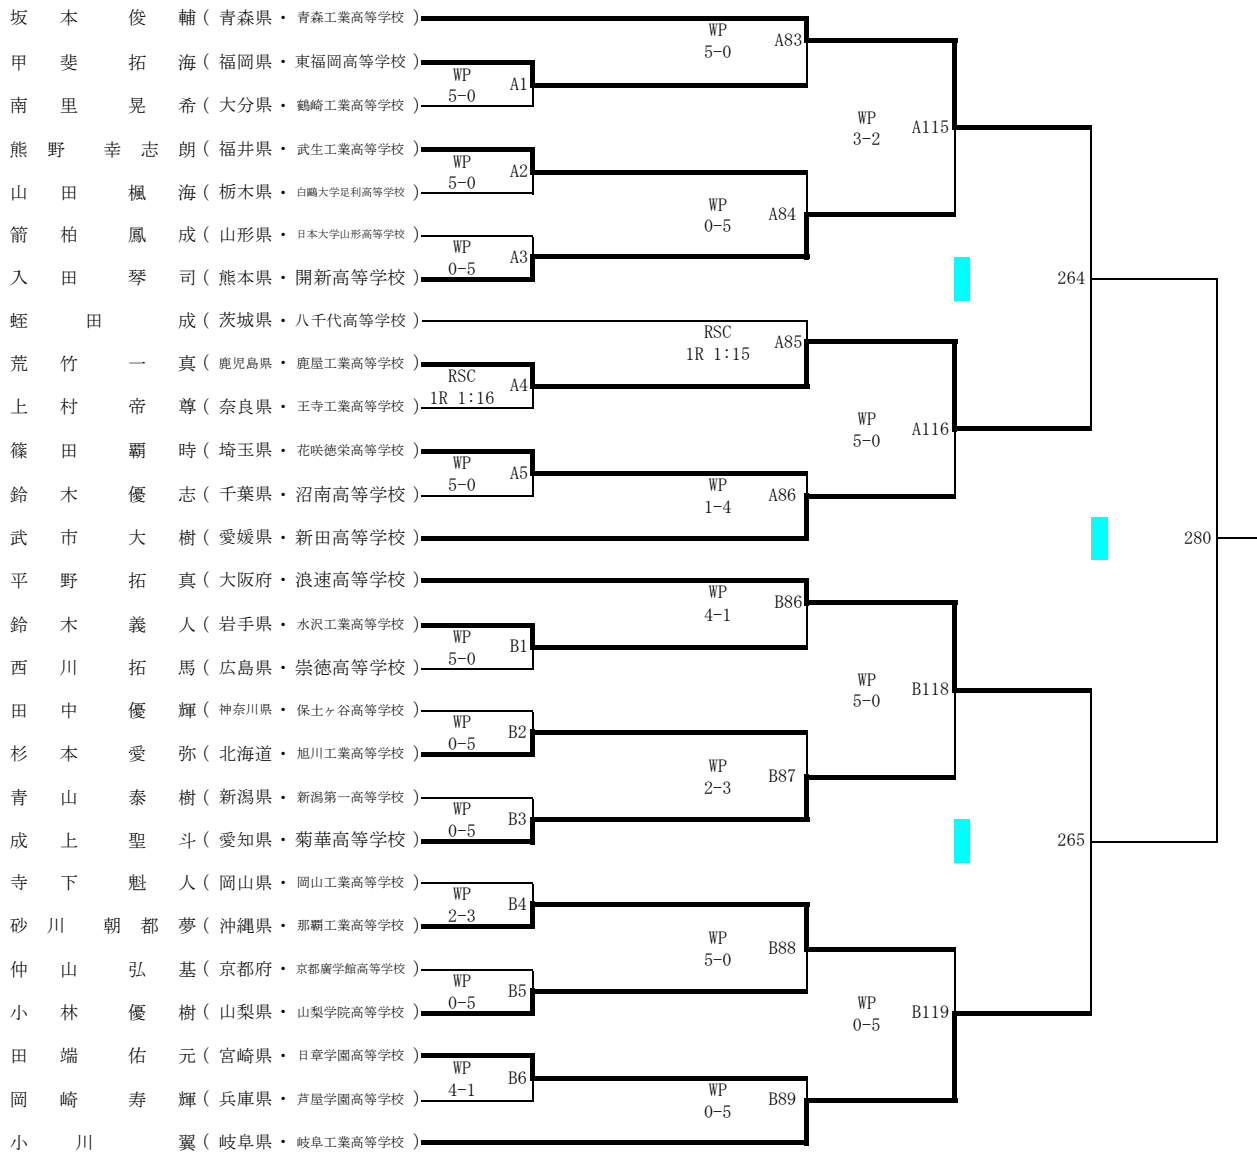 坂本俊輔(青森県・青森工業高等学校)
WP
5-0
A83
甲斐拓海(福岡県・東福岡高等学校)
WP
5-0
A1
南里晃希(大分県・鶴崎工業高等学校)
WP
3-2
A115
熊野幸志朗(福井県・武生工業高等学校)
WP
5-0
A2
山田楓海(栃木県・白鷗大学足利高等学校)
WP
0-5
A84
箭柏鳳成(山形県・日本大学山形高等学校)
WP
0-5
A3
入田琴司(熊本県・開新高等学校)
264
蛭田成(茨城県・八千代高等学校)
RSC
1R 1:15
A85
荒竹一真(鹿児島県・鹿屋工業高等学校)
RSC
1R 1:16
A4
上村帝尊(奈良県・王寺工業高等学校)
WP
5-0
A116
篠田覇時(埼玉県・花咲徳栄高等学校)
WP
5-0
A5
鈴木優志(千葉県・沼南高等学校)
WP
1-4
A86
武市大樹(愛媛県・新田高等学校)
280
平野拓真(大阪府・浪速高等学校)
WP
4-1
B86
鈴木義人(岩手県・水沢工業高等学校)
WP
5-0
B1
西川拓馬(広島県・崇徳高等学校)
WP
5-0
B118
田中優輝(神奈川県・保土ヶ谷高等学校)
WP
0-5
B2
杉本愛弥(北海道・旭川工業高等学校)
WP
2-3
B87
青山泰樹(新潟県・新潟第一高等学校)
WP
0-5
B3
成上聖斗(愛知県・菊華高等学校)
265
寺下魁人(岡山県・岡山工業高等学校)
WP
2-3
B4
砂川朝都夢(沖縄県・那覇工業高等学校)
WP
5-0
B88
仲山弘基(京都府・京都廣学館高等学校)
WP
0-5
B5
小林優樹(山梨県・山梨学院高等学校)
WP
0-5
B119
田端佑元(宮崎県・日章学園高等学校)
WP
4-1
B6
岡崎寿輝(兵庫県・芦屋学園高等学校)
WP
0-5
B89
小川翼(岐阜県・岐阜工業高等学校)